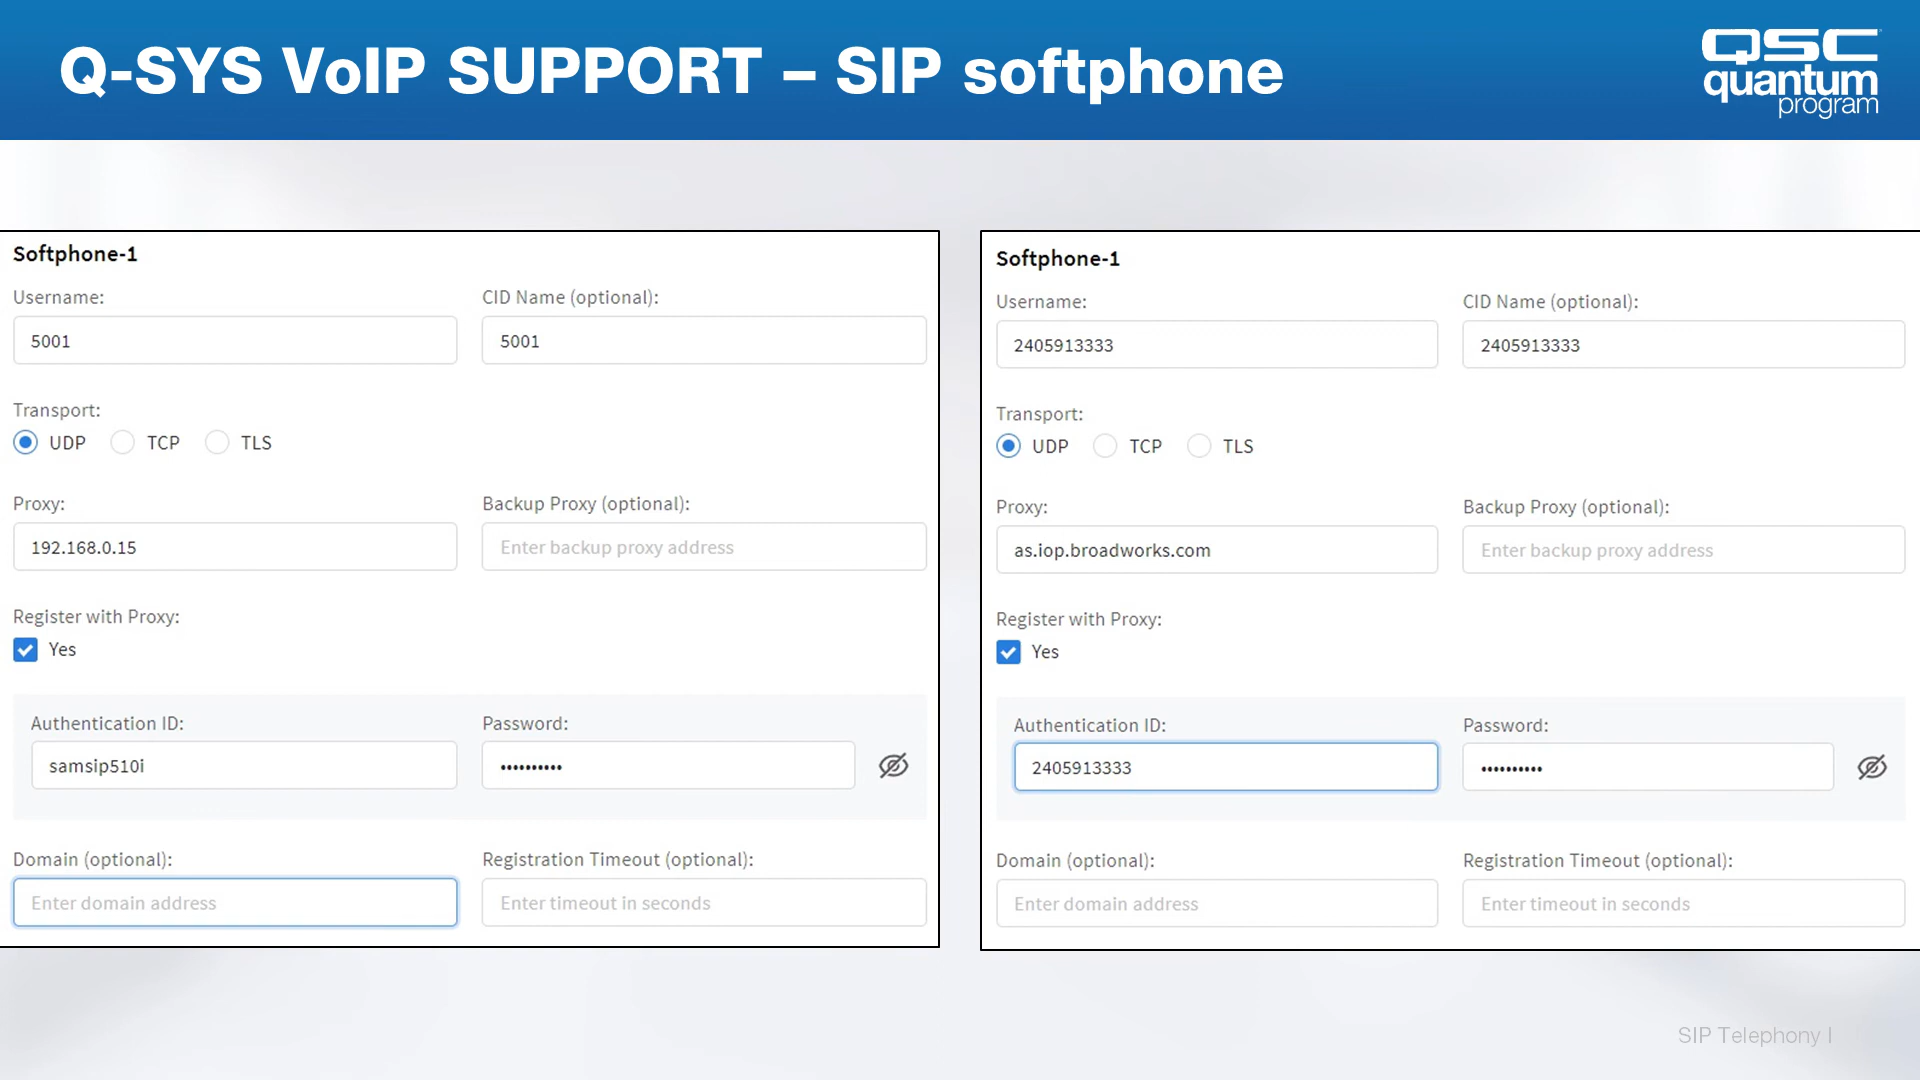 Q-SYS VoIP SUPPORT – SIP softphone
QSC
quantum
program
Softphone-1
Username:
CID Name (optional):
5001
5001
Transport:
UDP
TCP
TLS
Proxy:
Backup Proxy (optional):
192.168.0.15
Enter backup proxy address
Register with Proxy:
Yes
Authentication ID:
Password:
samsip510i
••••••••••
Domain (optional):
Registration Timeout (optional):
Enter domain address
Enter timeout in seconds
Softphone-1
Username:
CID Name (optional):
2405913333
2405913333
Transport:
UDP
TCP
TLS
Proxy:
Backup Proxy (optional):
as.iop.broadworks.com
Enter backup proxy address
Register with Proxy:
Yes
Authentication ID:
Password:
2405913333
••••••••••
Domain (optional):
Registration Timeout (optional):
Enter domain address
Enter timeout in seconds
SIP Telephony I